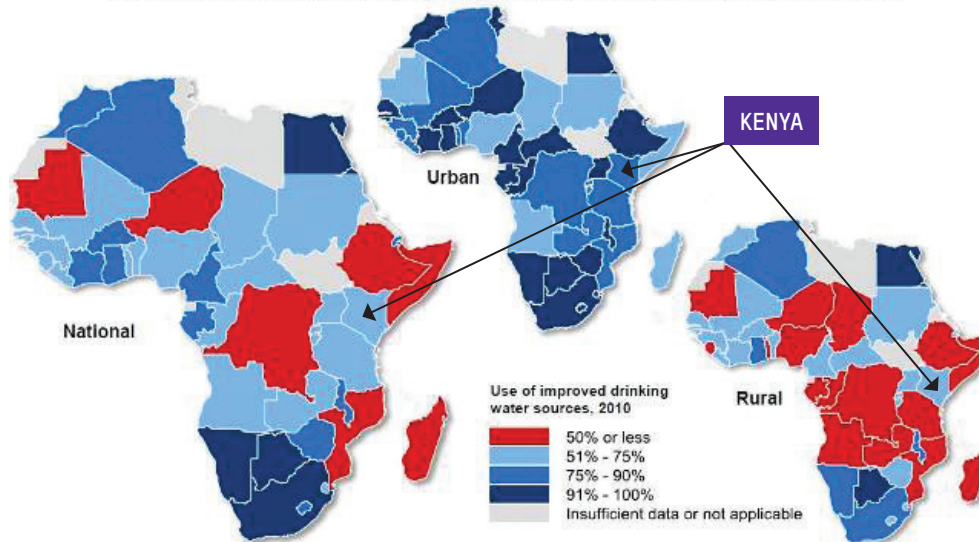 KENYA
Urban
National
Rural
Use of improved drinking
water sources, 2010
50% or less
51% - 75%
75% - 90%
91% - 100%
Insufficient data or not applicable